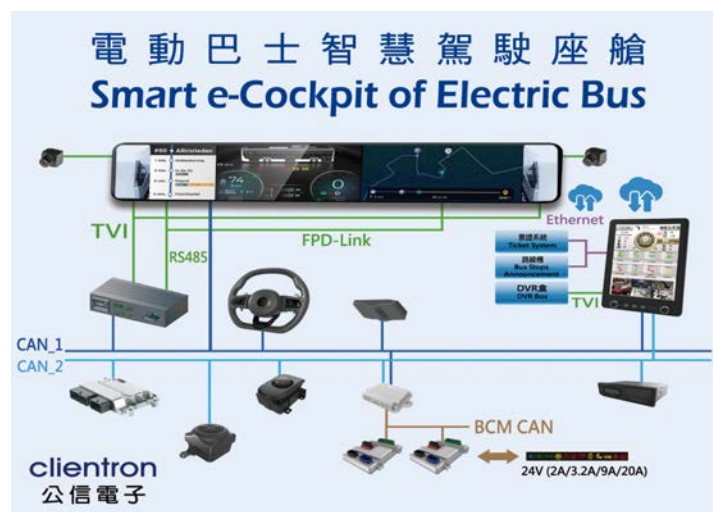 電動巴士智慧駕駛座艙
Smart e-Cockpit of Electric Bus
TVI
RS485
FPD-Link
Ethernet
票證系統
Ticket System
路線機
Bus Stops
Announcement
DVR盒
DVR Box
TVI
CAN_1
CAN_2
BCM CAN
24V (2A/3.2A/9A/20A)
clientron
公信電子